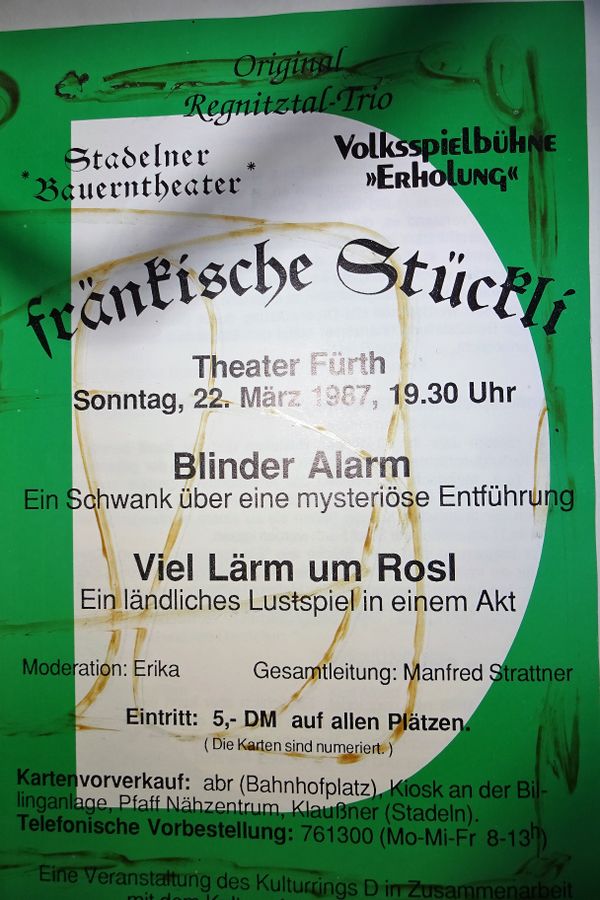 Original
Regnitztal-Trio
* Stadelner
Bauerntheater *
Volksspielbühne
»Erholung«
fränkische Stückli
Theater Fürth
Sonntag, 22. März 1987, 19.30 Uhr
Blinder Alarm
Ein Schwank über eine mysteriöse Entführung
Viel Lärm um Rosl
Ein ländliches Lustspiel in einem Akt
Moderation: Erika
Gesamtleitung: Manfred Strattner
Eintritt: 5,- DM auf allen Plätzen.
( Die Karten sind numeriert. )
Kartenvorverkauf: abr (Bahnhofplatz), Kiosk an der Bil-
linganlage, Pfaff Nähzentrum, Klaußner (Stadeln).
Telefonische Vorbestellung: 761300 (Mo-Mi-Fr 8-13h)
Eine Veranstaltung des Kulturrings D in Zusammenarbeit
mit dem